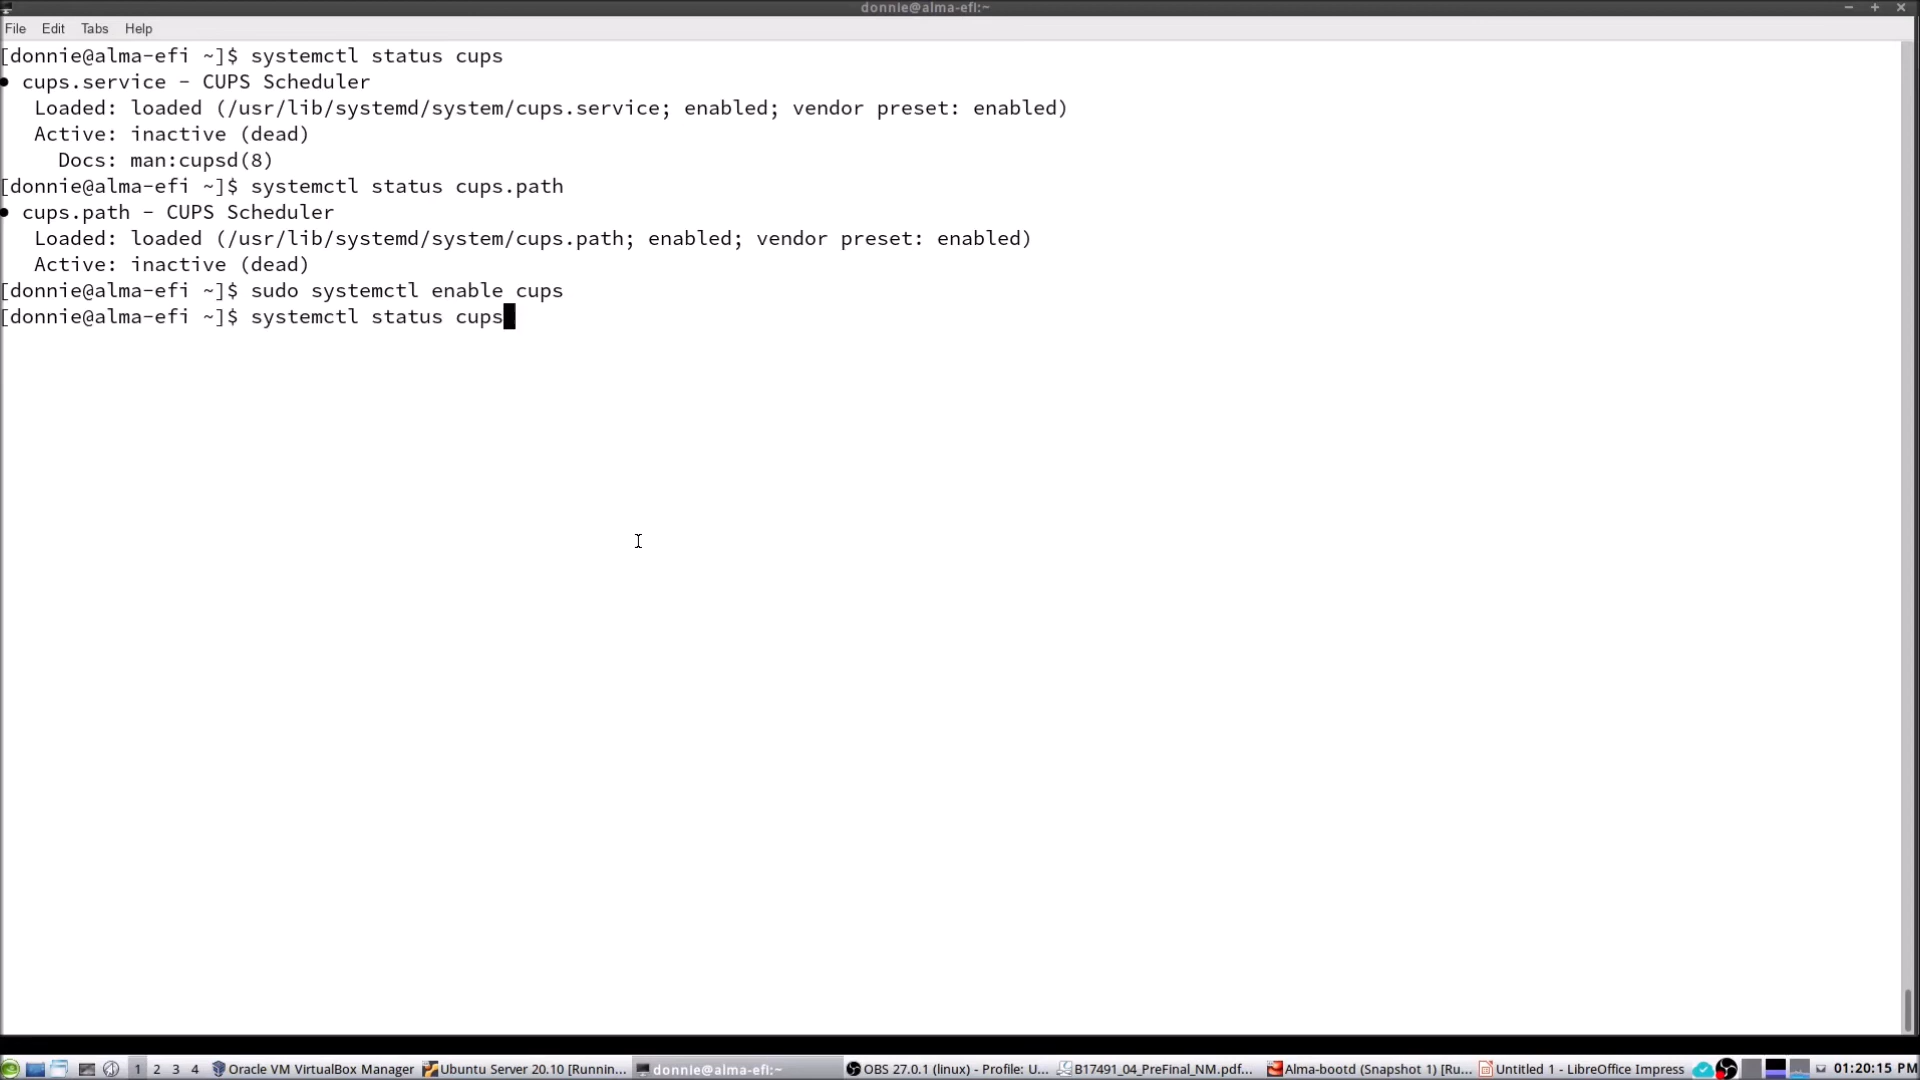 donnie@alma-efi:~
File Edit Tabs Help
[donnie@alma-efi ~]$ systemctl status cups
● cups.service - CUPS Scheduler
Loaded: loaded (/usr/lib/systemd/system/cups.service; enabled; vendor preset: enabled)
Active: inactive (dead)
Docs: man:cupsd(8)
[donnie@alma-efi ~]$ systemctl status cups.path
● cups.path - CUPS Scheduler
Loaded: loaded (/usr/lib/systemd/system/cups.path; enabled; vendor preset: enabled)
Active: inactive (dead)
[donnie@alma-efi ~]$ sudo systemctl enable cups
[donnie@alma-efi ~]$ systemctl status cups
1 2 3 4 Oracle VM VirtualBox Manager Ubuntu Server 20.10 [Runnin... donnie@alma-efi:~ OBS 27.0.1 (linux) - Profile: U... B17491_04_PreFinal_NM.pdf... Alma-bootd (Snapshot 1) [Ru... Untitled 1 - LibreOffice Impress 01:20:15 PM